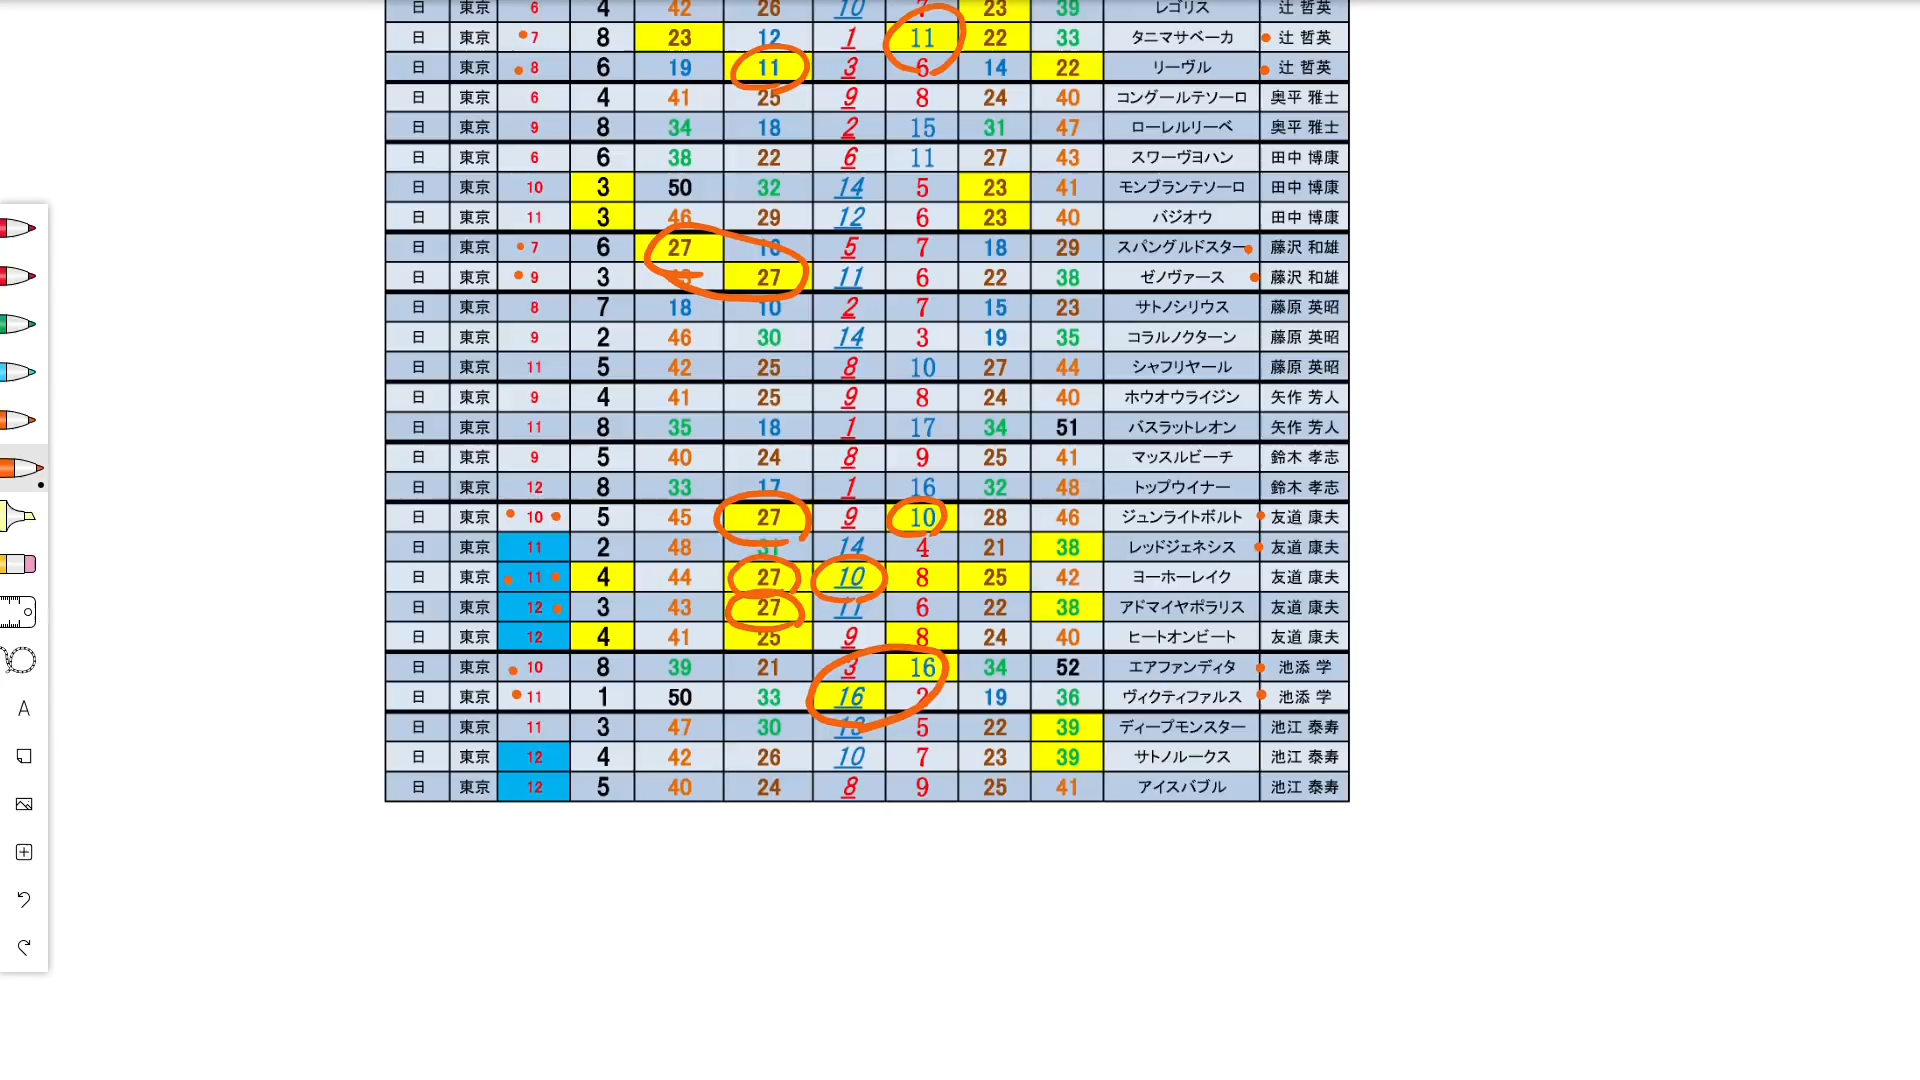 日 東京 6 4 42 26 10 7 23 39 レゴリス 辻 哲英
日 東京 7 8 23 12 1 11 22 33 タニマサベーカ 辻 哲英
日 東京 8 6 19 11 3 6 14 22 リーヴル 辻 哲英
日 東京 6 4 41 25 9 8 24 40 コングールテソーロ 奥平 雅士
日 東京 9 8 34 18 2 15 31 47 ローレルリーベ 奥平 雅士
日 東京 6 6 38 22 6 11 27 43 スワーヴヨハン 田中 博康
日 東京 10 3 50 32 14 5 23 41 モンブランテソーロ 田中 博康
日 東京 11 3 46 29 12 6 23 40 バジオウ 田中 博康
日 東京 7 6 27 5 7 18 29 スパングルドスター 藤沢 和雄
日 東京 9 3 27 11 6 22 38 ゼノヴァース 藤沢 和雄
日 東京 8 7 18 10 2 7 15 23 サトノシリウス 藤原 英昭
日 東京 9 2 46 30 14 3 19 35 コラルノクターン 藤原 英昭
日 東京 11 5 42 25 8 10 27 44 シャフリヤール 藤原 英昭
日 東京 9 4 41 25 9 8 24 40 ホウオウライジン 矢作 芳人
日 東京 11 8 35 18 1 17 34 51 バスラットレオン 矢作 芳人
日 東京 9 5 40 24 8 9 25 41 マッスルビーチ 鈴木 孝志
日 東京 12 8 33 17 1 16 32 48 トップウイナー 鈴木 孝志
日 東京 10 5 45 27 9 10 28 46 ジュンライトボルト 友道 康夫
日 東京 11 2 48 31 14 4 21 38 レッドジェネシス 友道 康夫
日 東京 11 4 44 27 10 8 25 42 ヨーホーレイク 友道 康夫
日 東京 12 3 43 27 11 6 22 38 アドマイヤポラリス 友道 康夫
日 東京 12 4 41 25 9 8 24 40 ヒートオンビート 友道 康夫
日 東京 10 8 39 21 3 16 34 52 エアファンディタ 池添 学
日 東京 11 1 50 33 16 2 19 36 ヴィクティファルス 池添 学
日 東京 11 3 47 30 13 5 22 39 ディープモンスター 池江 泰寿
日 東京 12 4 42 26 10 7 23 39 サトノルークス 池江 泰寿
日 東京 12 5 40 24 8 9 25 41 アイスバブル 池江 泰寿
A